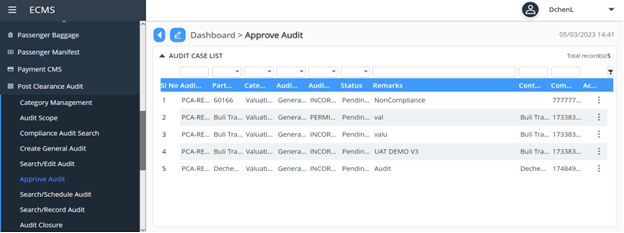 ECMS
DchenL
Passenger Baggage
Passenger Manifest
Payment CMS
Post Clearance Audit
Category Management
Audit Scope
Compliance Audit Search
Create General Audit
Search/Edit Audit
Approve Audit
Search/Schedule Audit
Search/Record Audit
Audit Closure
Dashboard > Approve Audit
05/03/2023 14:41
AUDIT CASE LIST
Total record(s):5
Sl No Audi... Part... Cate... Audi... Audi... Status Remarks Cont... Com... Ac...
1 PCA-RE... 60166 Valuati... Genera... INCOR... Pendin... NonCompliance 777777...
2 PCA-RE... Buli Tra... Valuati... Genera... PERMI... Pendin... val Buli Tra... 173383...
3 PCA-RE... Buli Tra... Valuati... Genera... INCOR... Pendin... valu Buli Tra... 173383...
4 PCA-RE... Buli Tra... Valuati... Genera... INCOR... Pendin... UAT DEMO V3 Buli Tra... 173383...
5 PCA-RE... Deche... Valuati... Genera... INCOR... Pendin... Audit Deche... 174849...